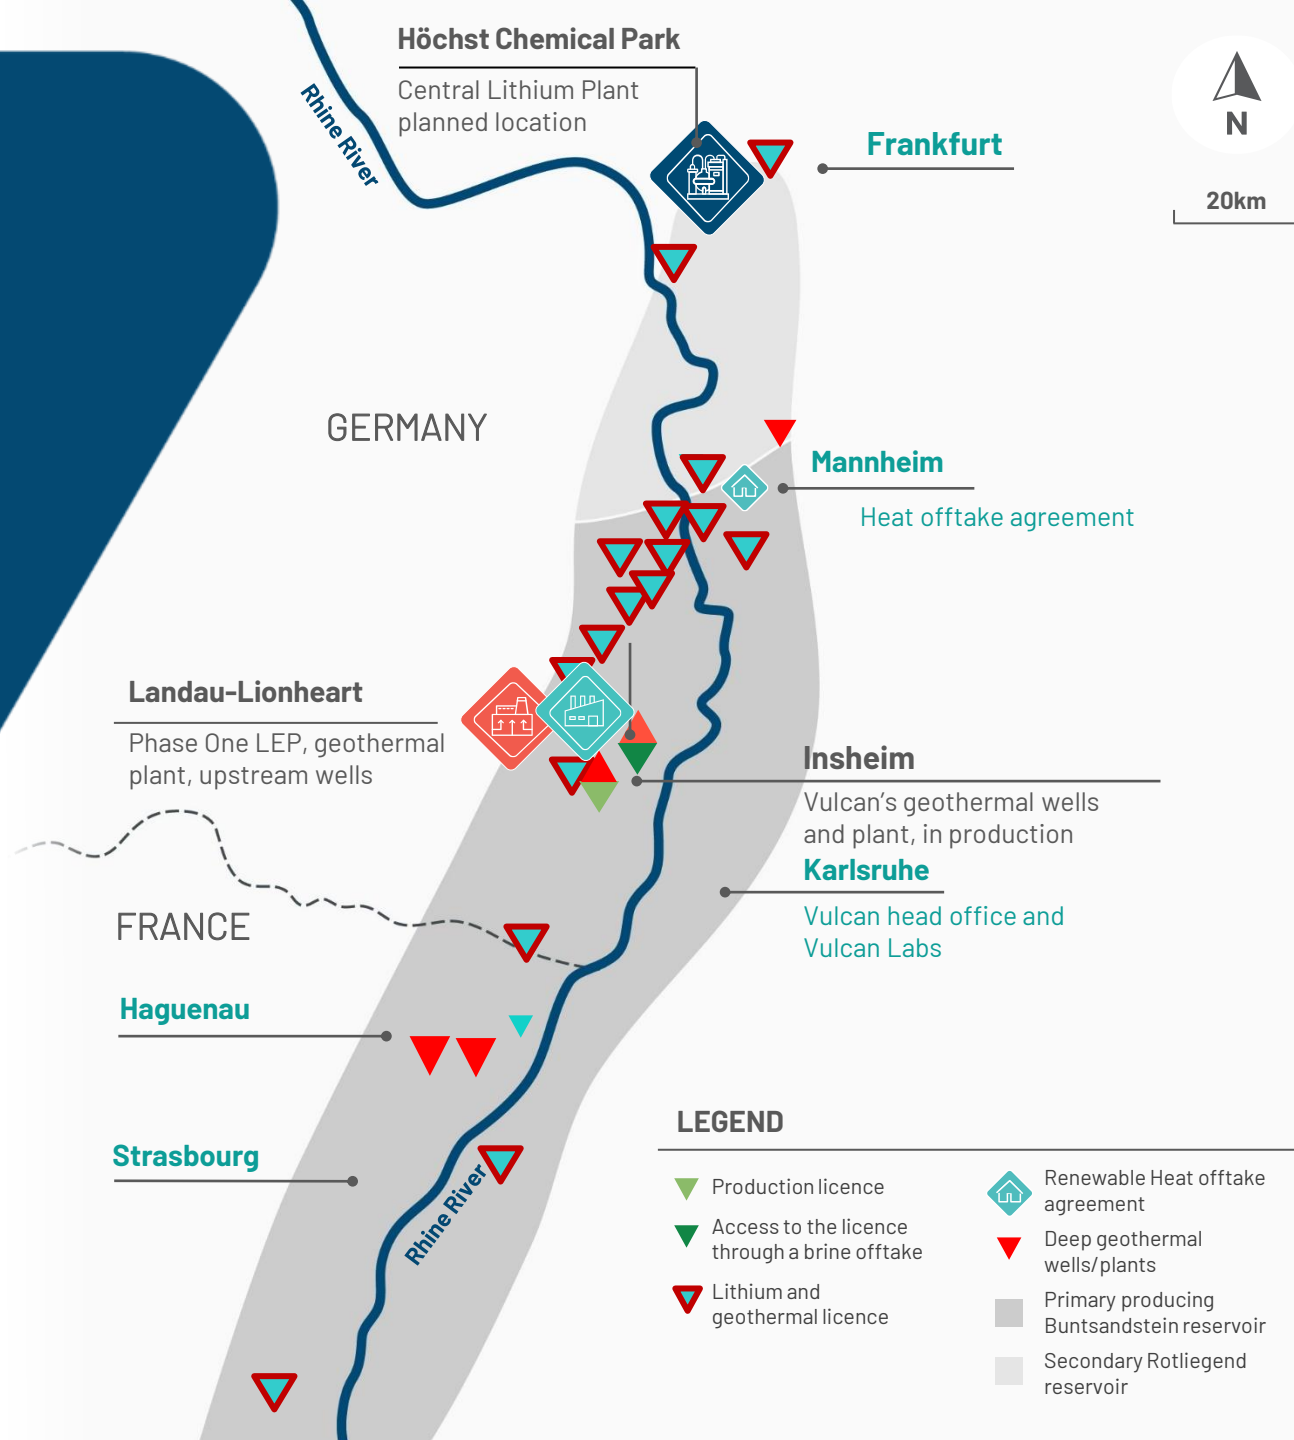 Höchst Chemical Park
Central Lithium Plant
planned location
Rhine River
N
Frankfurt
20km
GERMANY
Mannheim
Heat offtake agreement
Landau-Lionheart
Phase One LEP, geothermal
plant, upstream wells
Insheim
Vulcan's geothermal wells
and plant, in production
Karlsruhe
Vulcan head office and
Vulcan Labs
FRANCE
Haguenau
Strasbourg
Rhine River
LEGEND
Production licence
Access to the licence
through a brine offtake
Lithium and
geothermal licence
Renewable Heat offtake
agreement
Deep geothermal
wells/plants
Primary producing
Buntsandstein reservoir
Secondary Rotliegend
reservoir